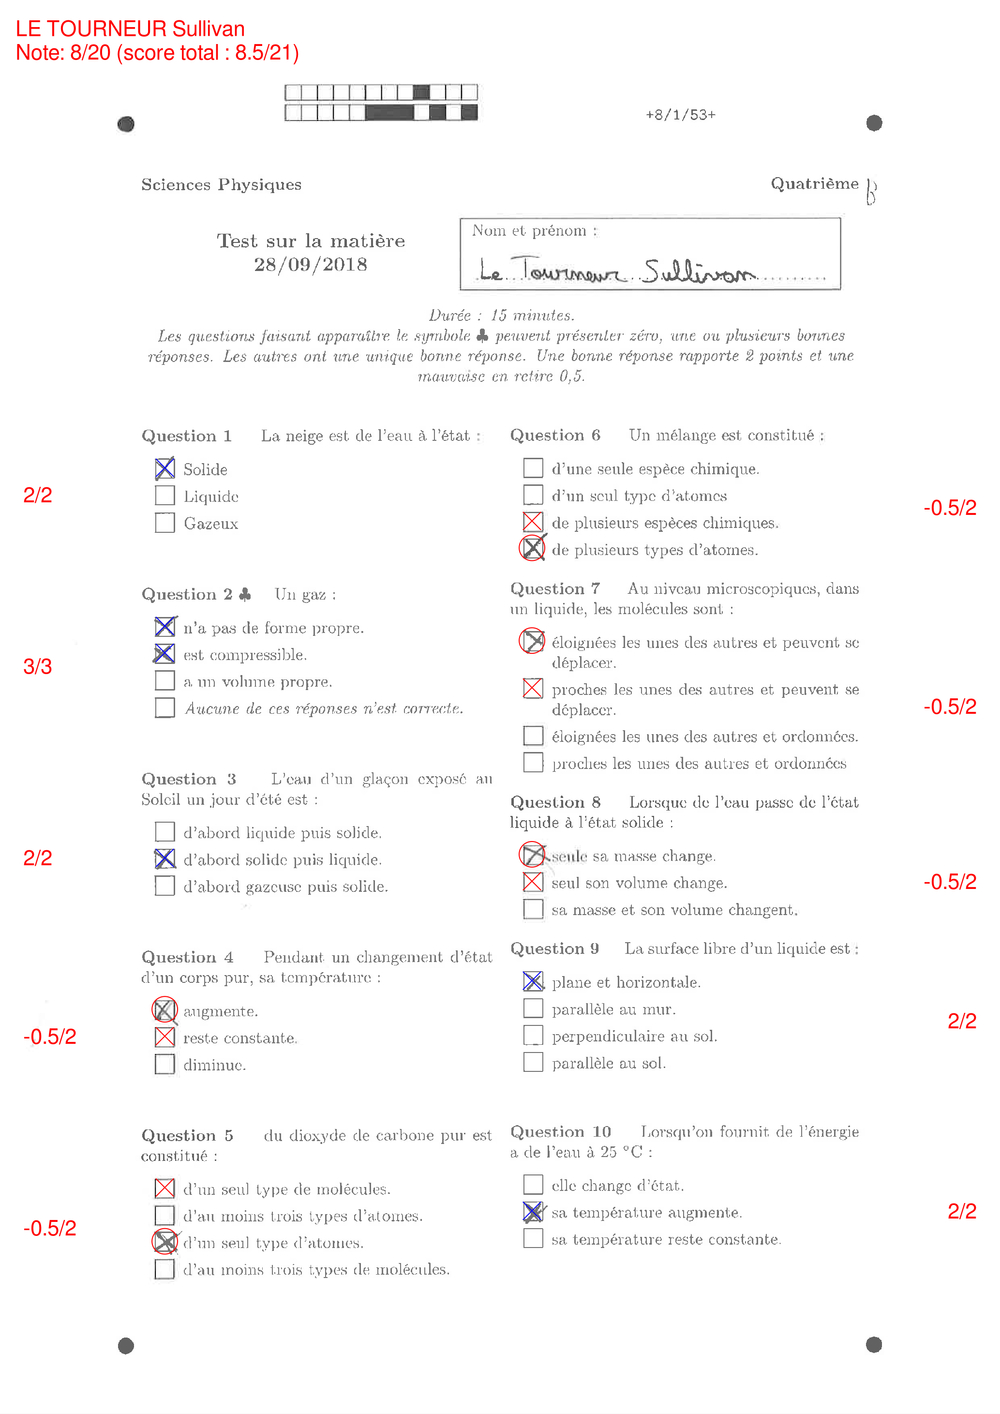 LE TOURNEUR Sullivan
Note: 8/20 (score total : 8.5/21)
+8/1/53+
Sciences Physiques
Quatrième B
Test sur la matière
28/09/2018
Nom et prénom :
Le Tourneur Sullivan
Durée : 15 minutes.
Les questions faisant apparaître le symbole ♣ peuvent présenter zéro, une ou plusieurs bonnes
réponses. Les autres ont une unique bonne réponse. Une bonne réponse rapporte 2 points et une
mauvaise en retire 0,5.
Question 1 La neige est de l'eau à l'état :
Solide
2/2
Liquide
Gazeux
Question 2 ♣ Un gaz :
n'a pas de forme propre.
est compressible.
3/3
a un volume propre.
Aucune de ces réponses n'est correcte.
Question 3 L'eau d'un glaçon exposé au
Soleil un jour d'été est :
d'abord liquide puis solide.
2/2
d'abord solide puis liquide.
d'abord gazeuse puis solide.
Question 4 Pendant un changement d'état
d'un corps pur, sa température :
augmente.
-0.5/2
reste constante.
diminue.
Question 5 du dioxyde de carbone pur est
constitué :
d'un seul type de molécules.
d'au moins trois types d'atomes.
-0.5/2
d'un seul type d'atomes.
d'au moins trois types de molécules.
Question 6 Un mélange est constitué :
d'une seule espèce chimique.
d'un seul type d'atomes
-0.5/2
de plusieurs espèces chimiques.
de plusieurs types d'atomes.
Question 7 Au niveau microscopiques, dans
un liquide, les molécules sont :
éloignées les unes des autres et peuvent se
déplacer.
proches les unes des autres et peuvent se
déplacer.
-0.5/2
éloignées les unes des autres et ordonnées.
proches les unes des autres et ordonnées
Question 8 Lorsque de l'eau passe de l'état
liquide à l'état solide :
seule sa masse change.
seul son volume change.
-0.5/2
sa masse et son volume changent.
Question 9 La surface libre d'un liquide est :
plane et horizontale.
parallèle au mur.
2/2
perpendiculaire au sol.
parallèle au sol.
Question 10 Lorsqu'on fournit de l'énergie
a de l'eau à 25 °C :
elle change d'état.
sa température augmente.
2/2
sa température reste constante.